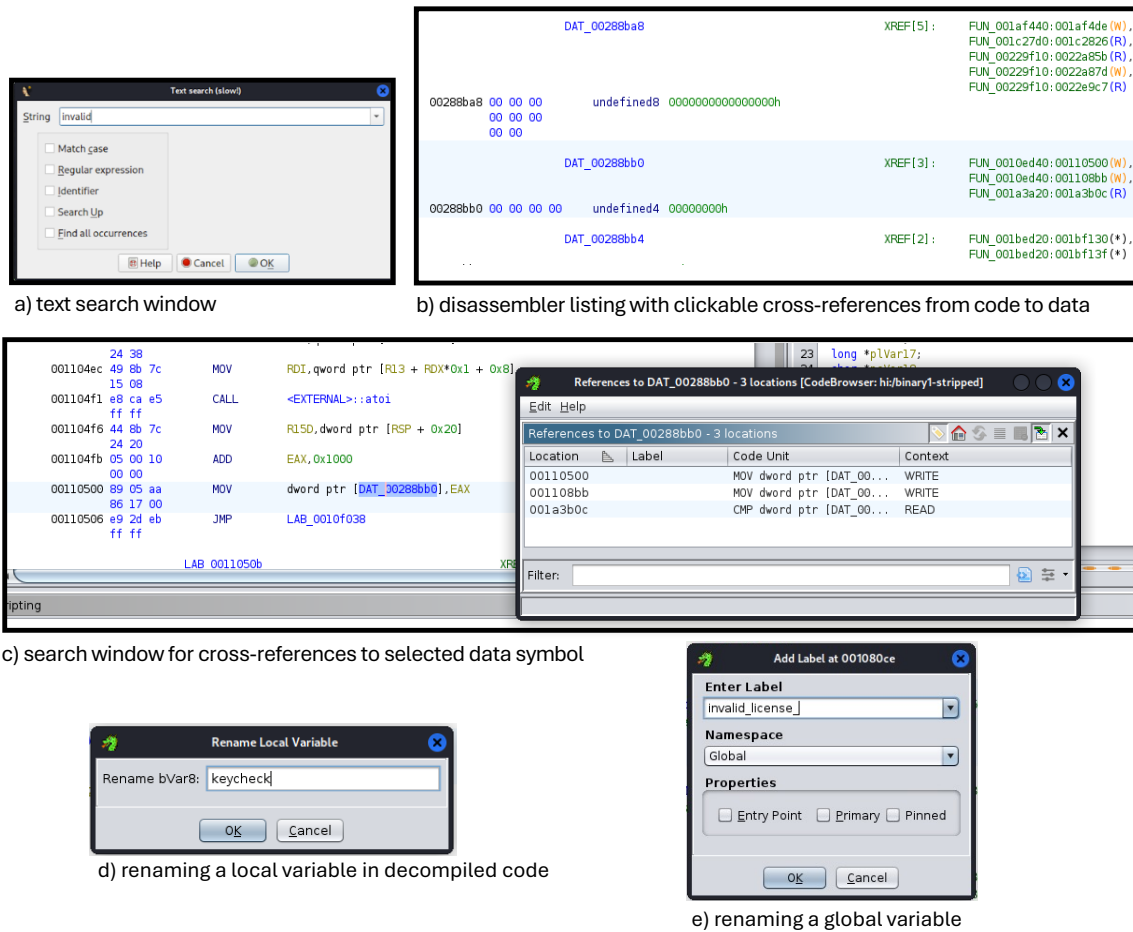 Text search (slow!)
String invalid
Match case
Regular expression
Identifier
Search Up
Find all occurrences
Help Cancel OK
a) text search window
DAT_00288ba8 XREF[5]: FUN_001af440:001af4de(W),
FUN_001c27d0:001c2826(R),
FUN_00229f10:0022a85b(R),
FUN_00229f10:0022a87d(W),
FUN_00229f10:0022e9c7(R)
00288ba8 00 00 00 undefined8 0000000000000000h
00 00 00
00 00
DAT_00288bb0 XREF[3]: FUN_0010ed40:00110500(W),
FUN_0010ed40:001108bb(W),
FUN_001a3a20:001a3b0c(R)
00288bb0 00 00 00 00 undefined4 00000000h
DAT_00288bb4 XREF[2]: FUN_001bed20:001bf130(*),
FUN_001bed20:001bf13f(*)
b) disassembler listing with clickable cross-references from code to data
24 38
001104ec 49 8b 7c MOV RDI,qword ptr [R13 + RDX*0x1 + 0x8]
15 08
001104f1 e8 ca e5 CALL <EXTERNAL>::atoi
ff ff
001104f6 44 8b 7c MOV R15D,dword ptr [RSP + 0x20]
24 20
001104fb 05 00 10 ADD EAX,0x1000
00 00
00110500 89 05 aa MOV dword ptr [DAT_00288bb0],EAX
86 17 00
00110506 e9 2d eb JMP LAB_0010f038
ff ff
LAB_0011050b XRE
ipting
23 long *plVar17;
References to DAT_00288bb0 - 3 locations [CodeBrowser: hi:/binary1-stripped]
Edit Help
References to DAT_00288bb0 - 3 locations
Location Label Code Unit Context
00110500 MOV dword ptr [DAT_00... WRITE
001108bb MOV dword ptr [DAT_00... WRITE
001a3b0c CMP dword ptr [DAT_00... READ
Filter:
c) search window for cross-references to selected data symbol
Rename Local Variable
Rename bVar8: keycheck
OK Cancel
d) renaming a local variable in decompiled code
Add Label at 001080ce
Enter Label
invalid_license_
Namespace
Global
Properties
Entry Point Primary Pinned
OK Cancel
e) renaming a global variable